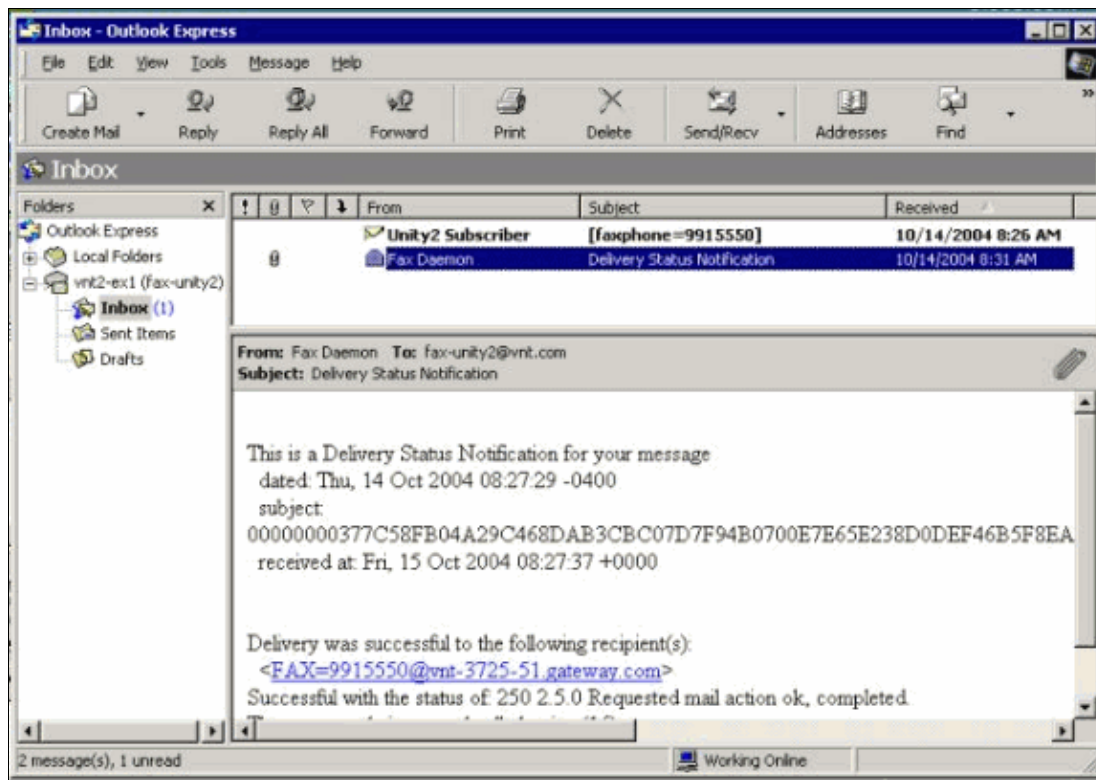 Inbox - Outlook Express
File Edit View Tools Message Help
Create Mail Reply Reply All Forward Print Delete Send/Recv Addresses Find »
Inbox
Folders
Outlook Express
Local Folders
vnt2-ex1 (fax-unity2)
Inbox (1)
Sent Items
Drafts
! From Subject Received
Unity2 Subscriber [faxphone=9915550] 10/14/2004 8:26 AM
Fax Daemon Delivery Status Notification 10/14/2004 8:31 AM
From: Fax Daemon To: fax-unity2@vnt.com
Subject: Delivery Status Notification
This is a Delivery Status Notification for your message
dated: Thu, 14 Oct 2004 08:27:29 -0400
subject:
00000000377C58FB04A29C468DAB3CBC07D7F94B0700E7E65E238D0DEF46B5F8EA
received at: Fri, 15 Oct 2004 08:27:37 +0000
Delivery was successful to the following recipient(s):
<FAX=9915550@vnt-3725-51.gateway.com>
Successful with the status of: 250 2.5.0 Requested mail action ok, completed.
2 message(s), 1 unread
Working Online